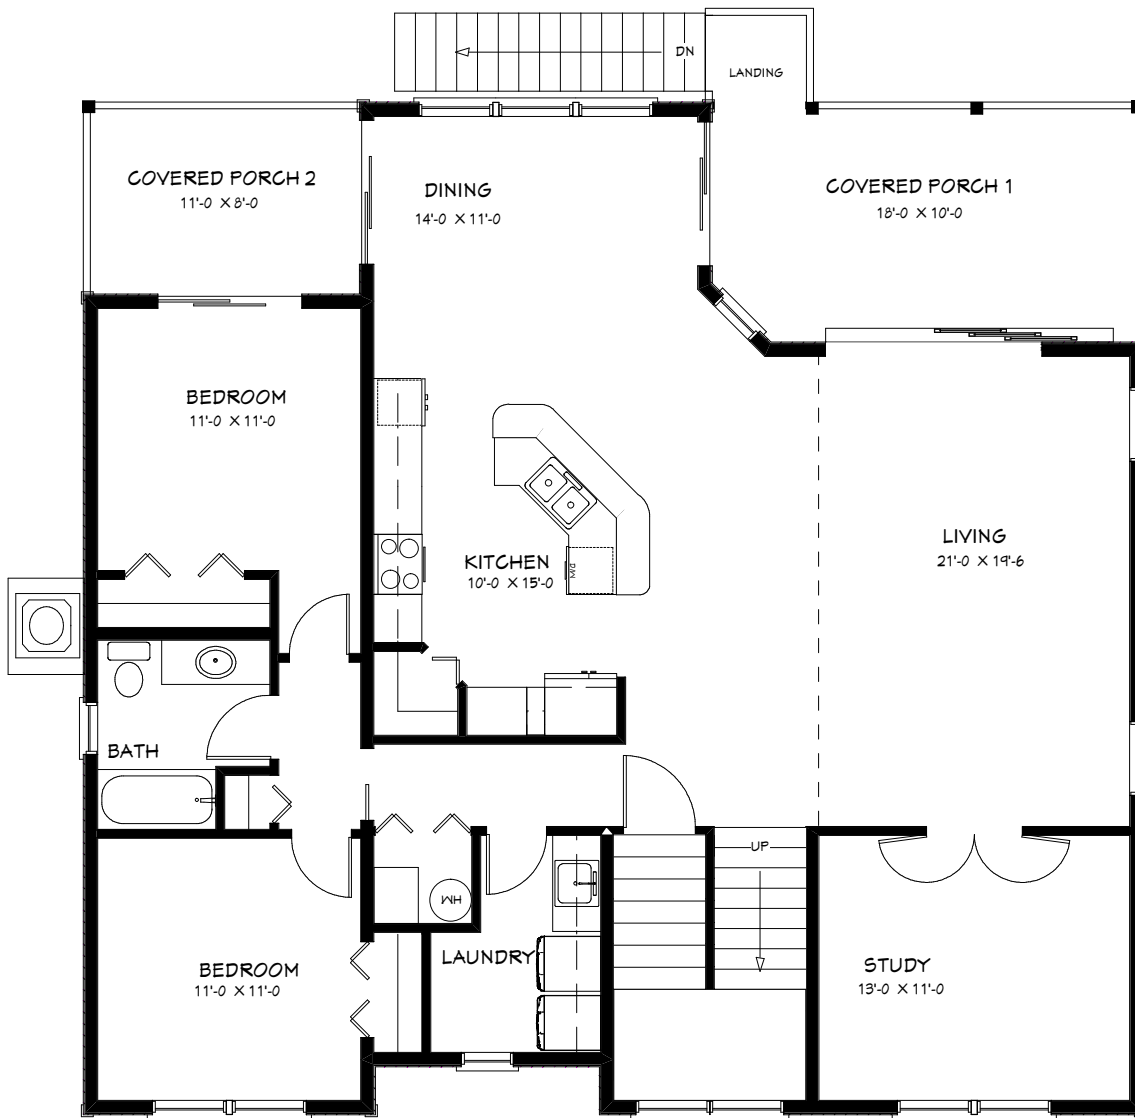 DN
LANDING
COVERED PORCH 2
11'-0 X 8'-0
DINING
14'-0 X 11'-0
COVERED PORCH 1
18'-0 X 10'-0
BEDROOM
11'-0 X 11'-0
KITCHEN
10'-0 X 15'-0
D/W
LIVING
21'-0 X 19'-6
BATH
UP
WH
LAUNDRY
BEDROOM
11'-0 X 11'-0
STUDY
13'-0 X 11'-0